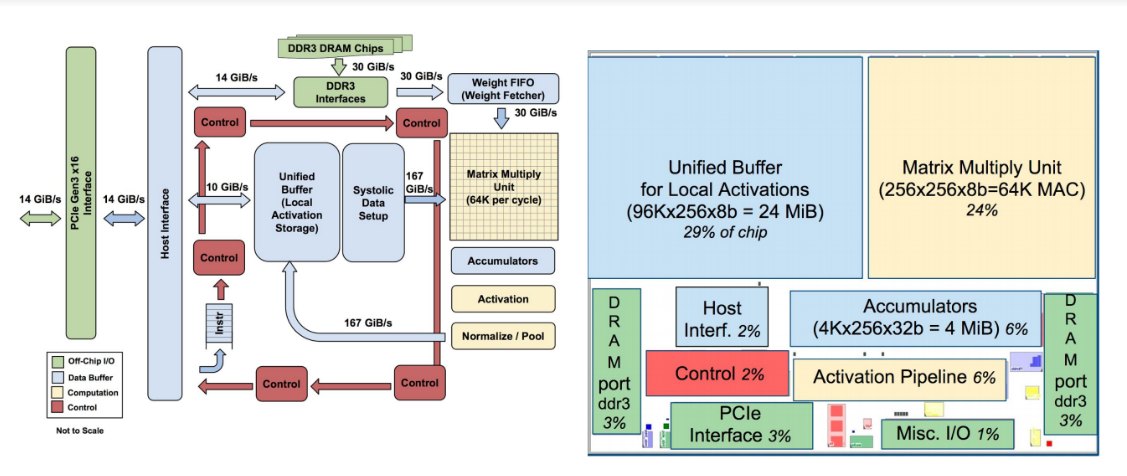 DDR3 DRAM Chips
30 GiB/s
14 GiB/s
DDR3
Interfaces
30 GiB/s
Weight FIFO
(Weight Fetcher)
30 GiB/s
Control
Control
PCIe Gen3 x16
Interface
14 GiB/s
14 GiB/s
Host Interface
10 GiB/s
Unified
Buffer
(Local
Activation
Storage)
Systolic
Data
Setup
167
GiB/s
Matrix Multiply
Unit
(64K per cycle)
Control
Accumulators
Activation
Instr
167 GiB/s
Normalize / Pool
Control
Control
Off-Chip I/O
Data Buffer
Computation
Control
Not to Scale
Unified Buffer
for Local Activations
(96Kx256x8b = 24 MiB)
29% of chip
Matrix Multiply Unit
(256x256x8b=64K MAC)
24%
D
R
A
M
port
ddr3
3%
Host
Interf. 2%
Accumulators
(4Kx256x32b = 4 MiB) 6%
Control 2%
Activation Pipeline 6%
PCIe
Interface 3%
Misc. I/O 1%
D
R
A
M
port
ddr3
3%